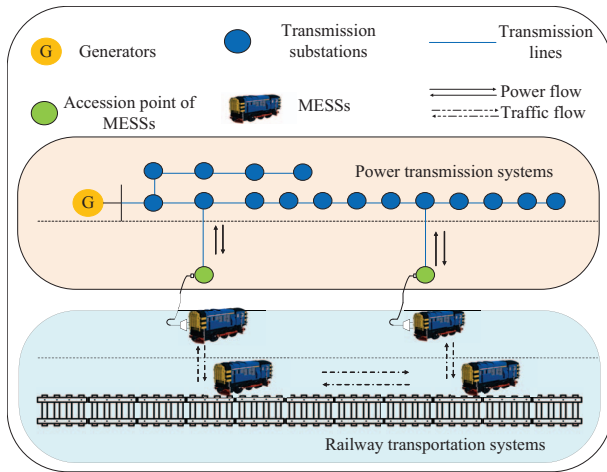 G
Generators
Transmission
substations
Transmission
lines
Accession point of
MESSs
MESSs
Power flow
Traffic flow
Power transmission systems
G
Railway transportation systems